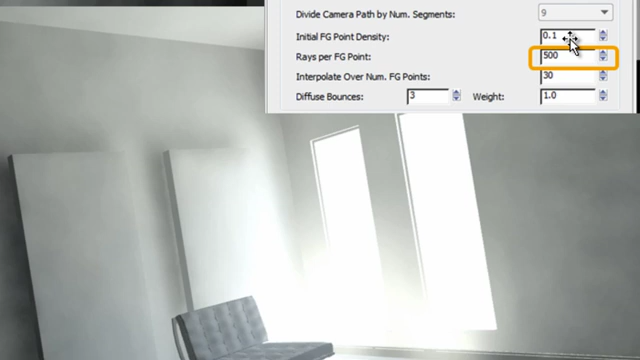 Divide Camera Path by Num. Segments: 9
Initial FG Point Density: 0.1
Rays per FG Point: 500
Interpolate Over Num. FG Points: 30
Diffuse Bounces: 3 Weight: 1.0